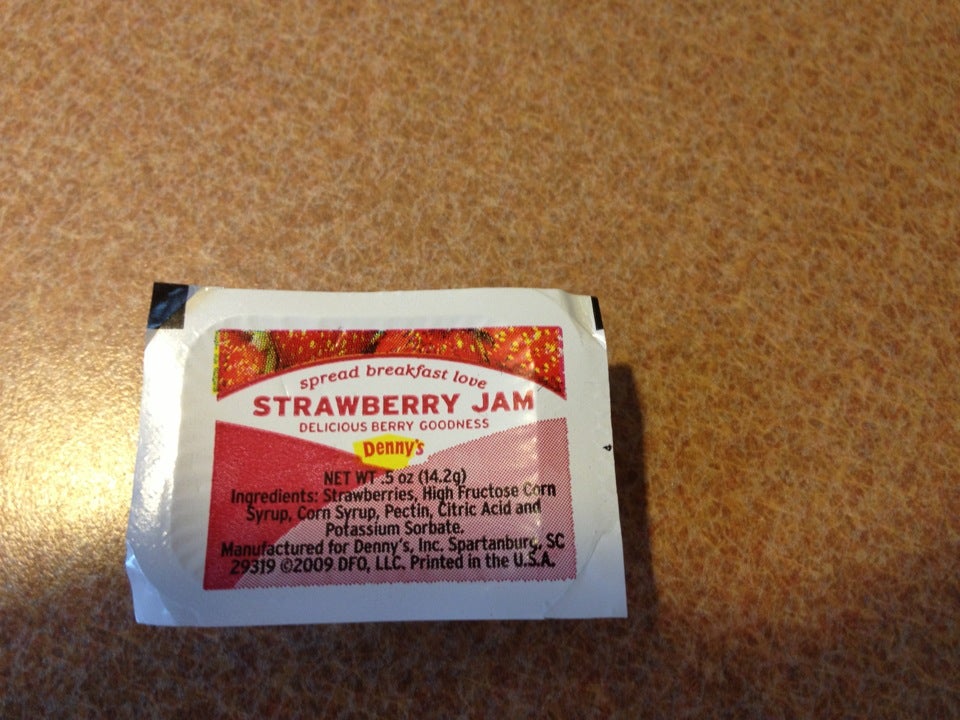 spread breakfast love
STRAWBERRY JAM
DELICIOUS BERRY GOODNESS
Denny's
NET WT .5 oz (14.2g)
Ingredients: Strawberries, High Fructose Corn
Syrup, Corn Syrup, Pectin, Citric Acid and
Potassium Sorbate.
Manufactured for Denny's, Inc. Spartanburg, SC
29319 ©2009 DFO, LLC. Printed in the U.S.A.